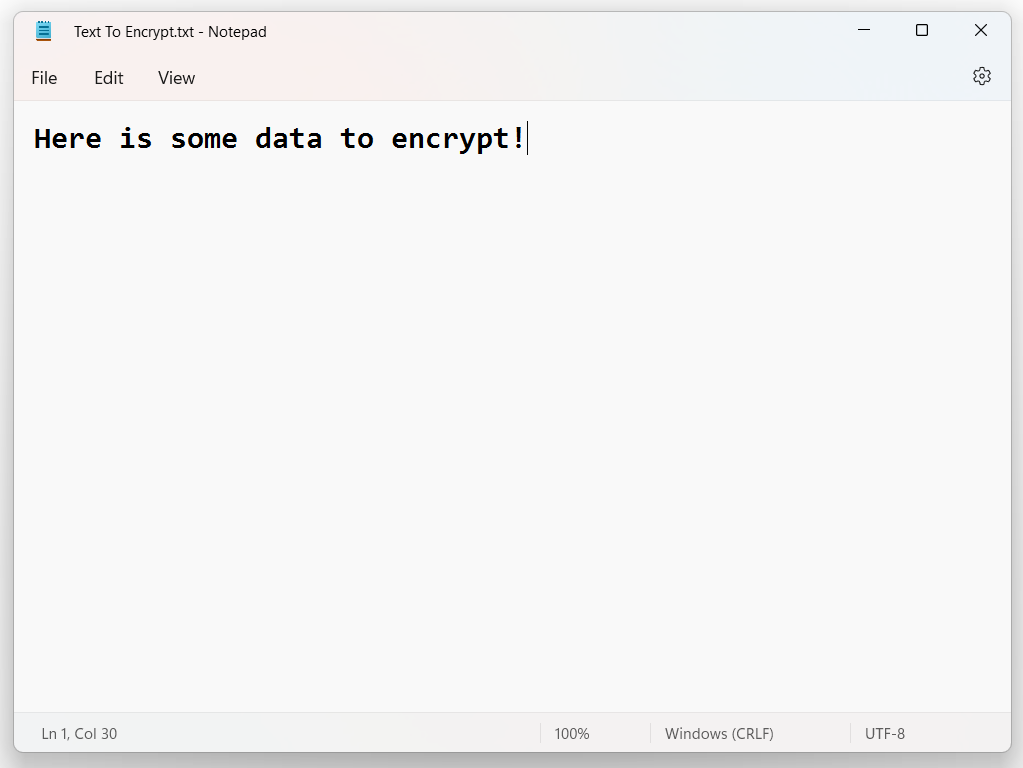 Text To Encrypt.txt - Notepad
File Edit View
Here is some data to encrypt!
Ln 1, Col 30 100% Windows (CRLF) UTF-8